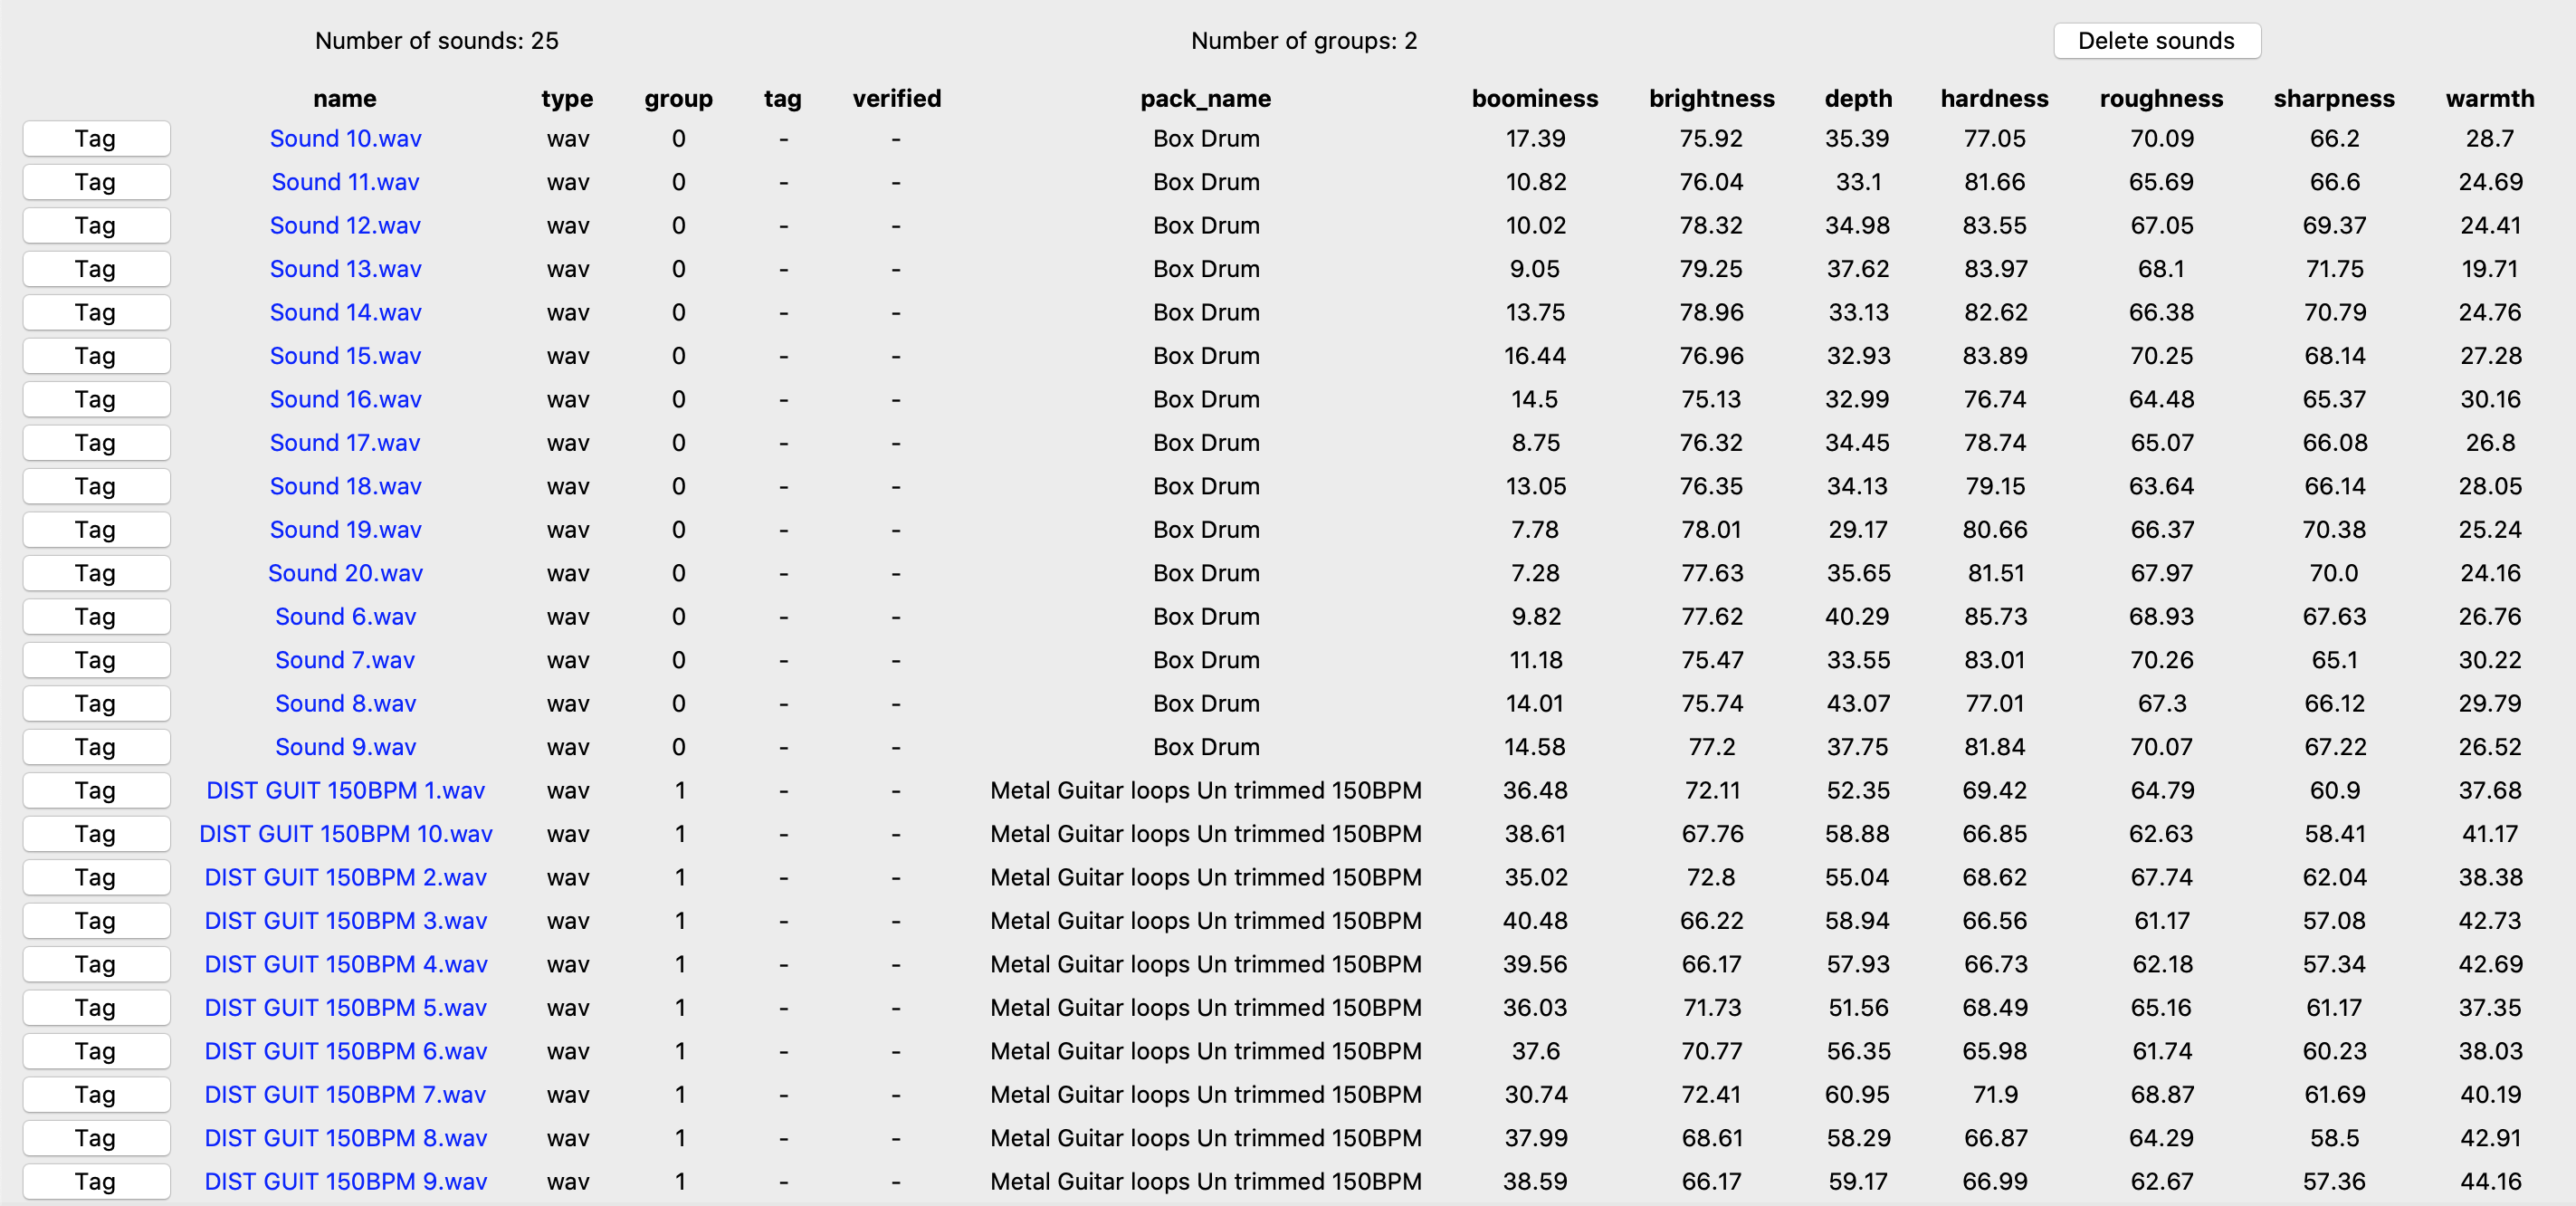 Number of sounds: 25 Number of groups: 2 Delete sounds
name type group tag verified pack_name boominess brightness depth hardness roughness sharpness warmth
Tag Sound 10.wav wav 0 - - Box Drum 17.39 75.92 35.39 77.05 70.09 66.2 28.7
Tag Sound 11.wav wav 0 - - Box Drum 10.82 76.04 33.1 81.66 65.69 66.6 24.69
Tag Sound 12.wav wav 0 - - Box Drum 10.02 78.32 34.98 83.55 67.05 69.37 24.41
Tag Sound 13.wav wav 0 - - Box Drum 9.05 79.25 37.62 83.97 68.1 71.75 19.71
Tag Sound 14.wav wav 0 - - Box Drum 13.75 78.96 33.13 82.62 66.38 70.79 24.76
Tag Sound 15.wav wav 0 - - Box Drum 16.44 76.96 32.93 83.89 70.25 68.14 27.28
Tag Sound 16.wav wav 0 - - Box Drum 14.5 75.13 32.99 76.74 64.48 65.37 30.16
Tag Sound 17.wav wav 0 - - Box Drum 8.75 76.32 34.45 78.74 65.07 66.08 26.8
Tag Sound 18.wav wav 0 - - Box Drum 13.05 76.35 34.13 79.15 63.64 66.14 28.05
Tag Sound 19.wav wav 0 - - Box Drum 7.78 78.01 29.17 80.66 66.37 70.38 25.24
Tag Sound 20.wav wav 0 - - Box Drum 7.28 77.63 35.65 81.51 67.97 70.0 24.16
Tag Sound 6.wav wav 0 - - Box Drum 9.82 77.62 40.29 85.73 68.93 67.63 26.76
Tag Sound 7.wav wav 0 - - Box Drum 11.18 75.47 33.55 83.01 70.26 65.1 30.22
Tag Sound 8.wav wav 0 - - Box Drum 14.01 75.74 43.07 77.01 67.3 66.12 29.79
Tag Sound 9.wav wav 0 - - Box Drum 14.58 77.2 37.75 81.84 70.07 67.22 26.52
Tag DIST GUIT 150BPM 1.wav wav 1 - - Metal Guitar loops Un trimmed 150BPM 36.48 72.11 52.35 69.42 64.79 60.9 37.68
Tag DIST GUIT 150BPM 10.wav wav 1 - - Metal Guitar loops Un trimmed 150BPM 38.61 67.76 58.88 66.85 62.63 58.41 41.17
Tag DIST GUIT 150BPM 2.wav wav 1 - - Metal Guitar loops Un trimmed 150BPM 35.02 72.8 55.04 68.62 67.74 62.04 38.38
Tag DIST GUIT 150BPM 3.wav wav 1 - - Metal Guitar loops Un trimmed 150BPM 40.48 66.22 58.94 66.56 61.17 57.08 42.73
Tag DIST GUIT 150BPM 4.wav wav 1 - - Metal Guitar loops Un trimmed 150BPM 39.56 66.17 57.93 66.73 62.18 57.34 42.69
Tag DIST GUIT 150BPM 5.wav wav 1 - - Metal Guitar loops Un trimmed 150BPM 36.03 71.73 51.56 68.49 65.16 61.17 37.35
Tag DIST GUIT 150BPM 6.wav wav 1 - - Metal Guitar loops Un trimmed 150BPM 37.6 70.77 56.35 65.98 61.74 60.23 38.03
Tag DIST GUIT 150BPM 7.wav wav 1 - - Metal Guitar loops Un trimmed 150BPM 30.74 72.41 60.95 71.9 68.87 61.69 40.19
Tag DIST GUIT 150BPM 8.wav wav 1 - - Metal Guitar loops Un trimmed 150BPM 37.99 68.61 58.29 66.87 64.29 58.5 42.91
Tag DIST GUIT 150BPM 9.wav wav 1 - - Metal Guitar loops Un trimmed 150BPM 38.59 66.17 59.17 66.99 62.67 57.36 44.16